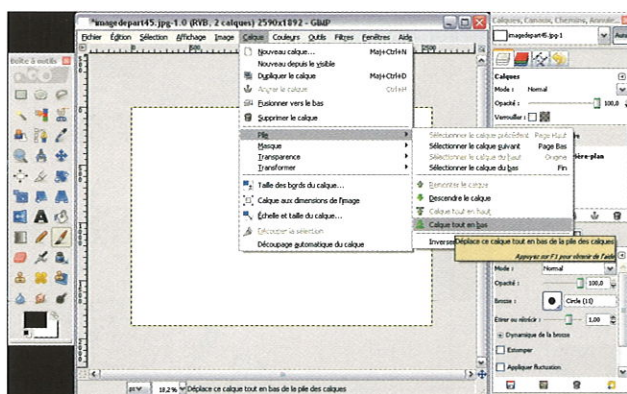 *imagedepart45.jpg-1.0 (RVB, 2 calques) 2590x1892 - GIMP
Fichier Édition Sélection Affichage Image Calque Couleurs Outils Filtres Fenêtres Aide
Boîte à outils
Nouveau calque... Maj+Ctrl+N
Nouveau depuis le visible
Dupliquer le calque Maj+Ctrl+D
Ancrer le calque Ctrl+H
Fusionner vers le bas
Supprimer le calque
Pile
Masque
Transparence
Transformer
Taille des bords du calque...
Calque aux dimensions de l'image
Échelle et taille du calque...
Découper la sélection
Découpage automatique du calque
Sélectionner le calque précédent Page Haut
Sélectionner le calque suivant Page Bas
Sélectionner le calque du haut Origine
Sélectionner le calque du bas Fin
Remonter le calque
Descendre le calque
Calque tout en haut
Calque tout en bas
Inverser
Déplace ce calque tout en bas de la pile des calques
Appuyez sur F1 pour obtenir de l'aide
Calques, Canaux, Chemins, Annuler...
imagedepart45.jpg-1
Auto
Calques
Mode : Normal
Opacité : 100,0
Verrouiller :
ière-plan
Mode : Normal
Opacité : 100,0
Brosse : Circle (11)
Étirer ou rétrécir : 1,00
Dynamique de la brosse
Estomper
Appliquer fluctuation
px 18,2 % Déplace ce calque tout en bas de la pile des calques